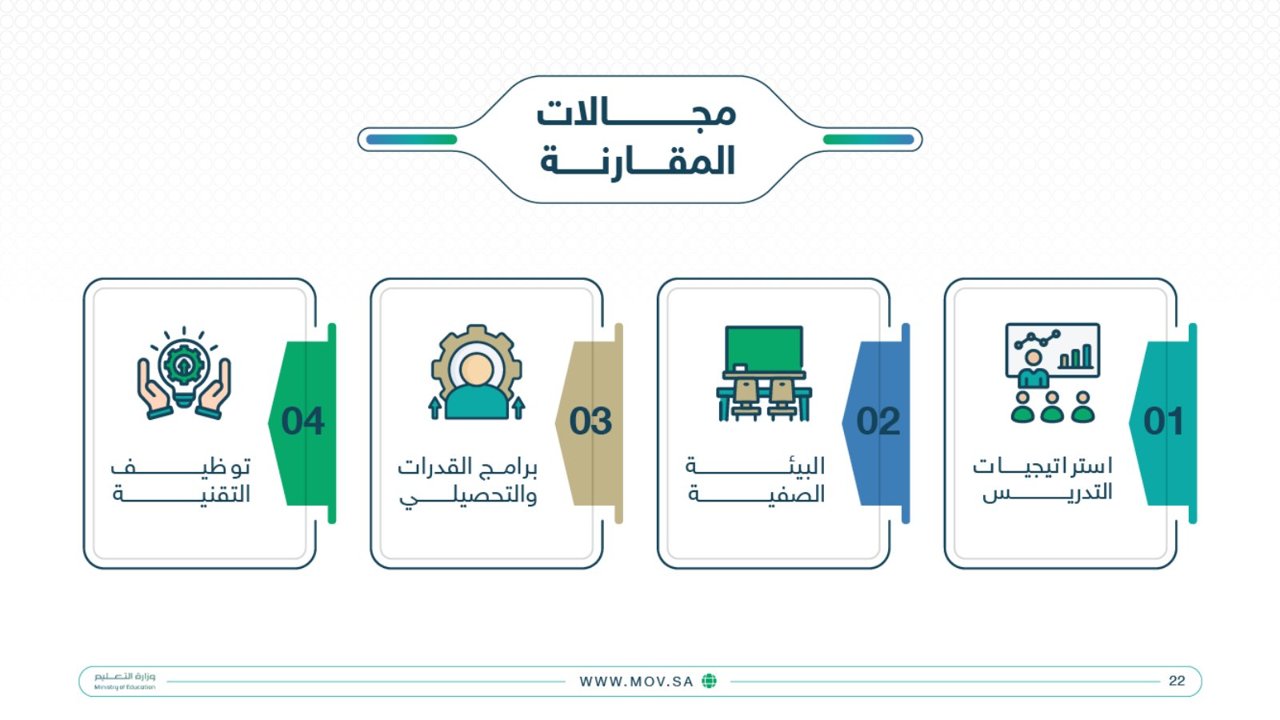 مجالات
المقارنة
01
استراتيجيات
التدريس
02
البيئة
الصفية
03
برامج القدرات
والتحصيلي
04
توظيف
التقنية
22
WWW.MOV.SA
وزارة التعليم
Ministry of Education